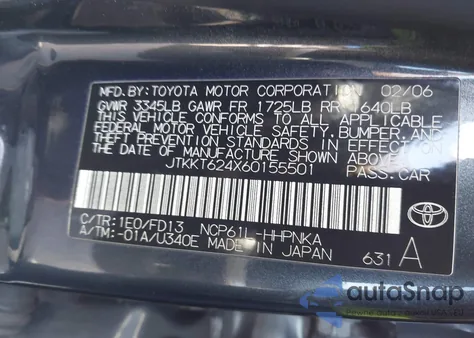 MFD. BY: TOYOTA MOTOR CORPORATION 02/06
GVWR 3345LB GAWR FR 1725LB RR 1640LB
THIS VEHICLE CONFORMS TO ALL APPLICABLE
FEDERAL MOTOR VEHICLE SAFETY, BUMPER, AND
THEFT PREVENTION STANDARDS IN EFFECT ON THE
DATE OF MANUFACTURE SHOWN ABOVE.
JTKKT624X60155501 PASS.CAR
C/TR:1E0/FD13 NCP61L-HHPNKA
A/TM:-01A/U340E MADE IN JAPAN 631 A
TOYOTA
autoSnap